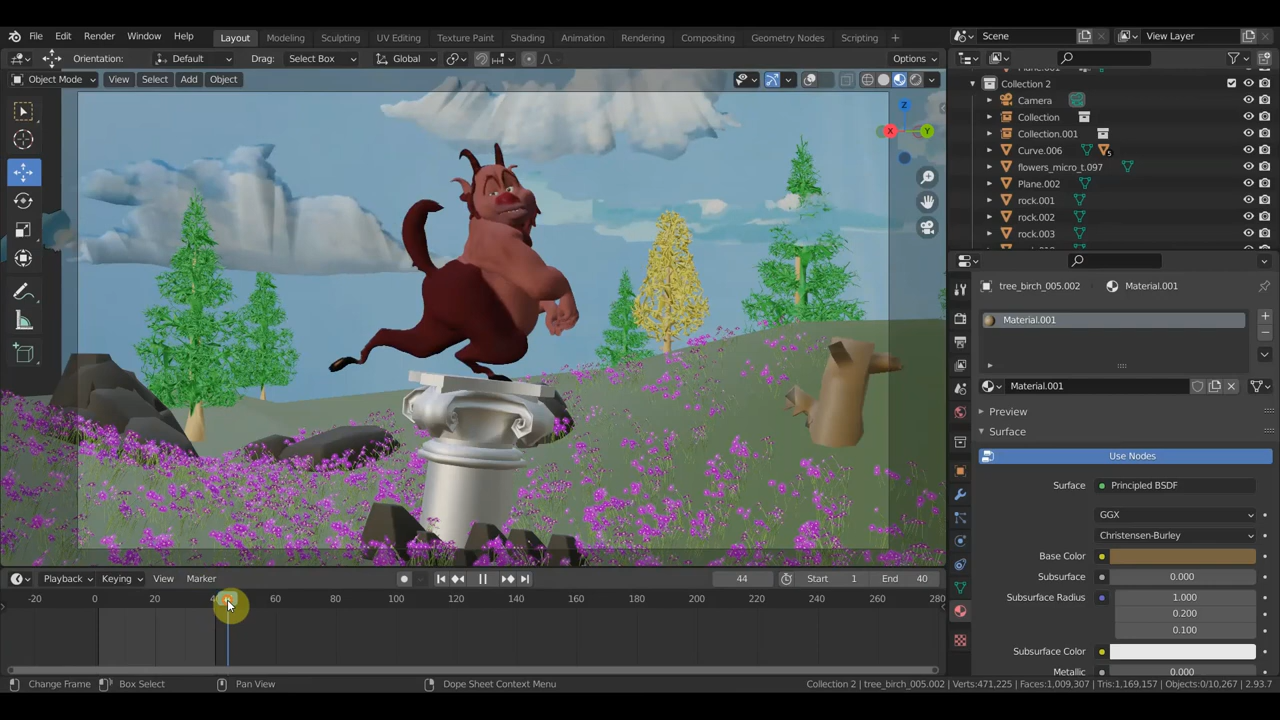 File Edit Render Window Help Layout Modeling Sculpting UV Editing Texture Paint Shading Animation Rendering Compositing Geometry Nodes Scripting + Scene View Layer
Orientation: Default Drag: Select Box Global Options
Object Mode View Select Add Object
Collection 2
Camera
Collection
Collection.001
Curve.006 5
flowers_micro_t.097
Plane.002
rock.001
rock.002
rock.003
Z
X Y
tree_birch_005.002 Material.001
Material.001
Material.001
Preview
Surface
Use Nodes
Surface Principled BSDF
GGX
Christensen-Burley
Base Color
Subsurface 0.000
Subsurface Radius 1.000
0.200
0.100
Subsurface Color
Metallic 0.000
Playback Keying View Marker 44 Start 1 End 40
-20 0 20 60 80 100 120 140 160 180 200 220 240 260 280
Change Frame Box Select Pan View Dope Sheet Context Menu Collection 2 | tree_birch_005.002 | Verts:471,225 | Faces:1,009,307 | Tris:1,169,157 | Objects:0/10,267 | 2.93.7